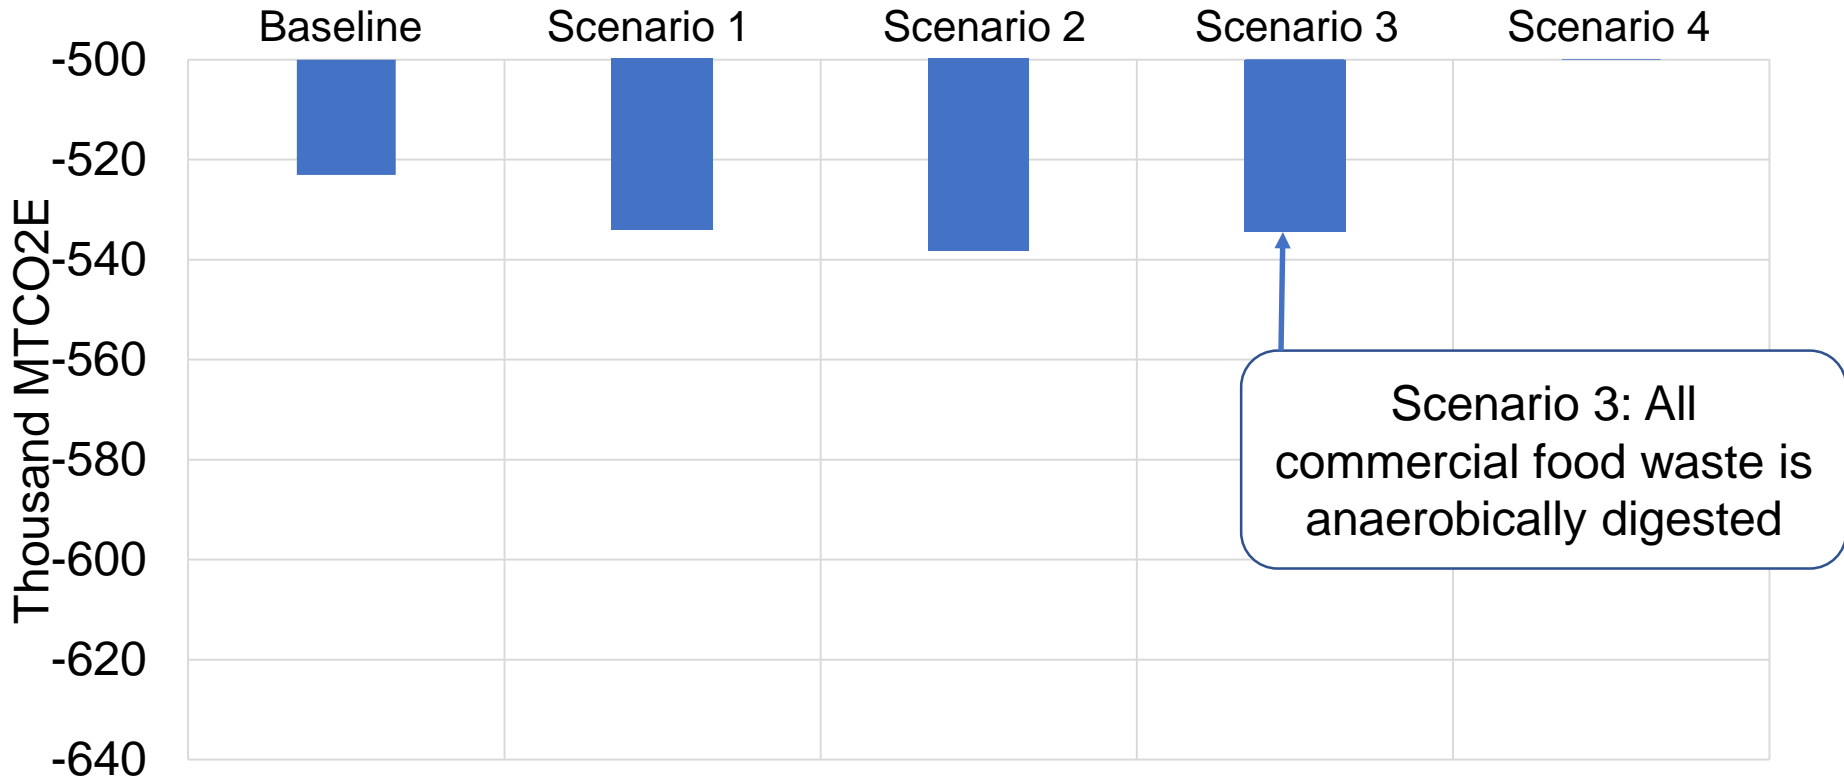 Baseline
Scenario 1
Scenario 2
Scenario 3
Scenario 4
-500
-520
-540
-560
-580
-600
-620
-640
Thousand MTCO2E
Scenario 3: All
commercial food waste is
anaerobically digested